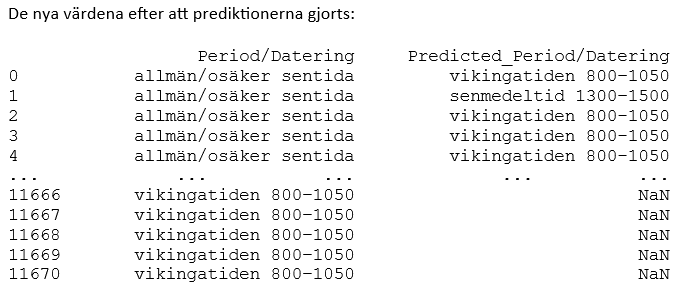 De nya värdena efter att prediktionerna gjorts:
Period/Datering Predicted_Period/Datering
0 allmän/osäker sentida vikingatiden 800-1050
1 allmän/osäker sentida senmedeltid 1300-1500
2 allmän/osäker sentida vikingatiden 800-1050
3 allmän/osäker sentida vikingatiden 800-1050
4 allmän/osäker sentida vikingatiden 800-1050
... ... ... ... ...
11666 vikingatiden 800-1050 NaN
11667 vikingatiden 800-1050 NaN
11668 vikingatiden 800-1050 NaN
11669 vikingatiden 800-1050 NaN
11670 vikingatiden 800-1050 NaN